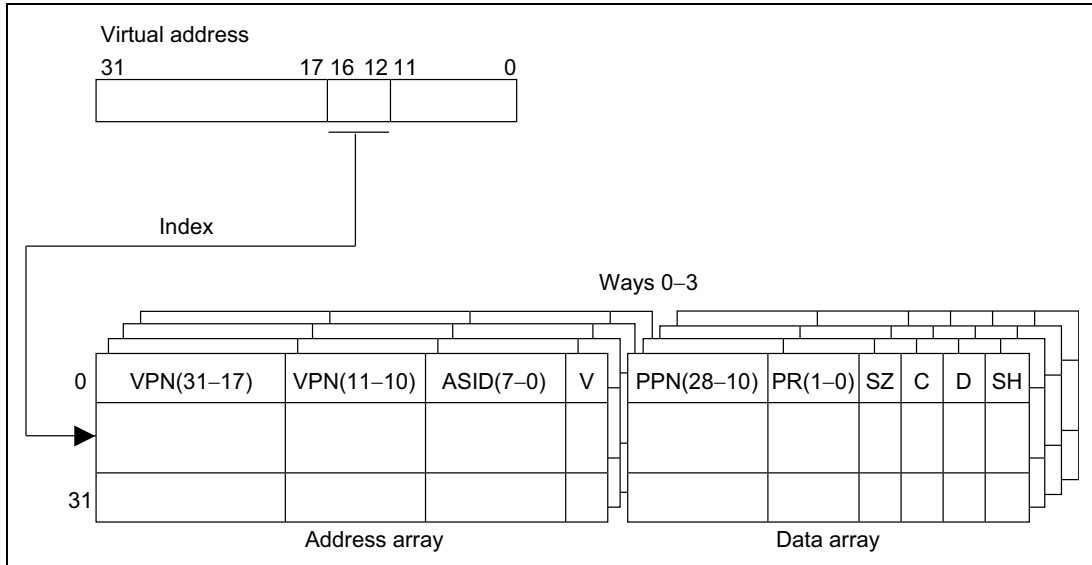 Virtual address
31 17 16 12 11 0
Index
Ways 0–3
0 VPN(31–17) VPN(11–10) ASID(7–0) V PPN(28–10) PR(1–0) SZ C D SH
31
Address array Data array